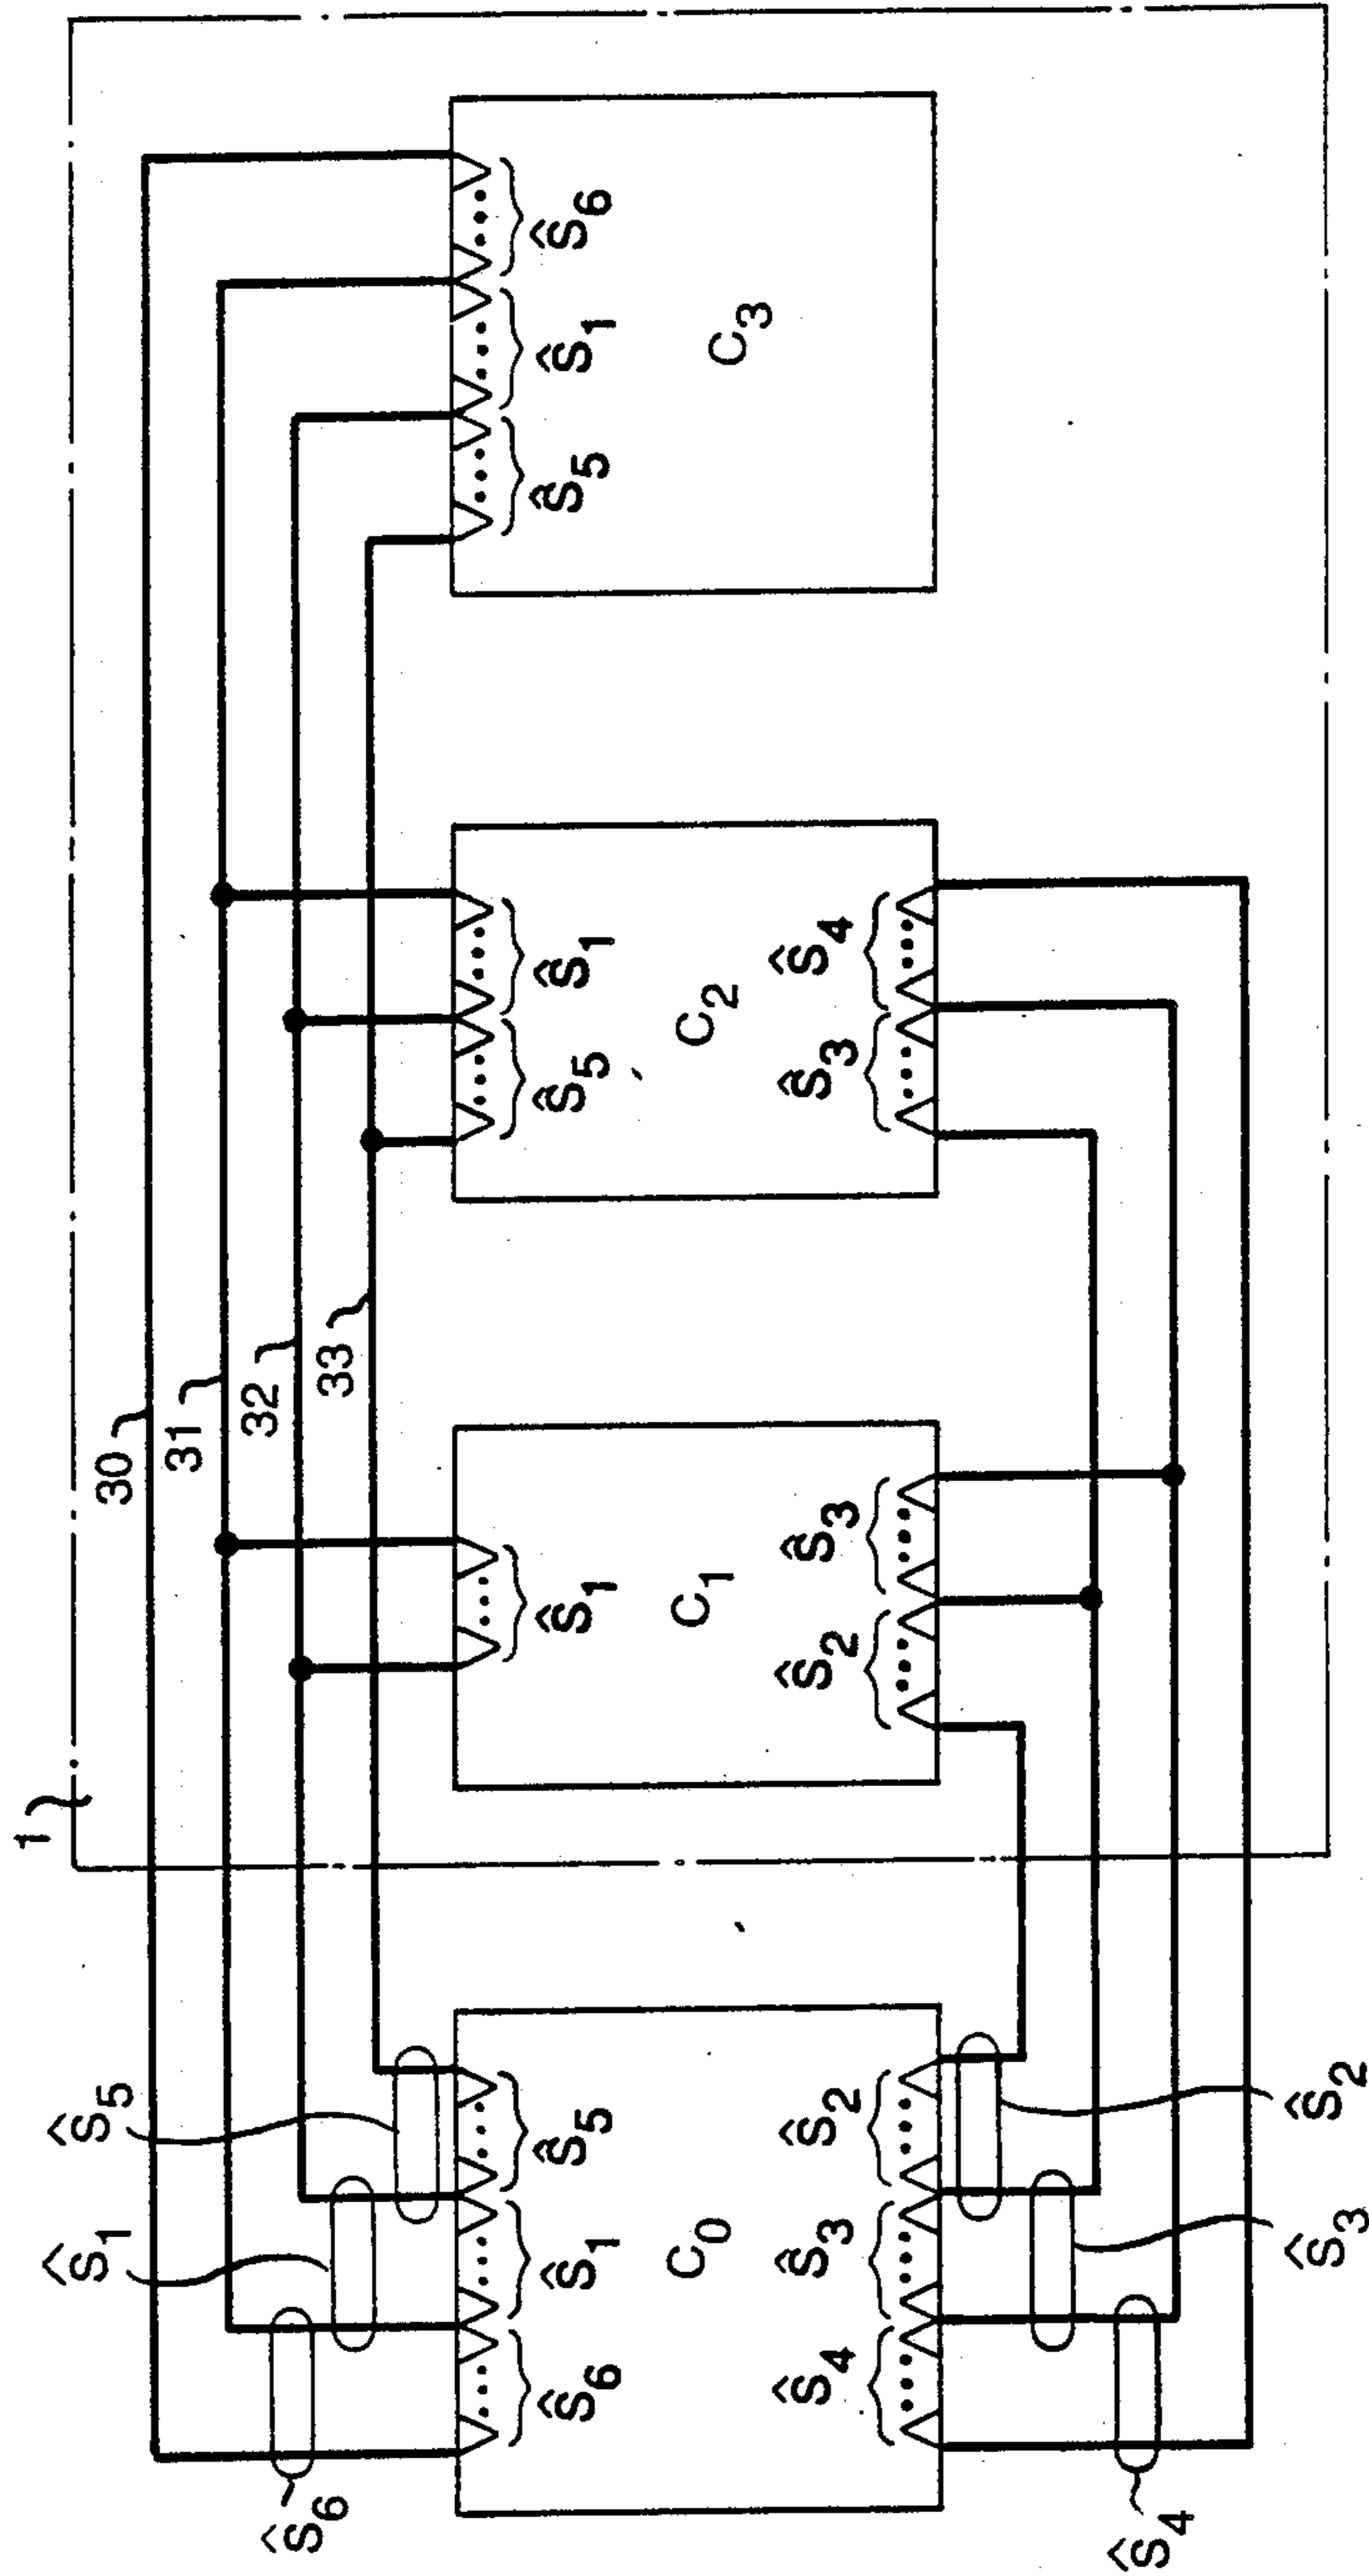 1
Ŝ₁
Ŝ₅
30
31
32
33
Ŝ₆
Ŝ₆ Ŝ₁ Ŝ₅
Ŝ₁
Ŝ₅ Ŝ₁
Ŝ₅ Ŝ₁ Ŝ₆
C₀
C₁
C₂
C₃
Ŝ₄ Ŝ₃ Ŝ₂
Ŝ₂ Ŝ₃
Ŝ₃ Ŝ₄
Ŝ₄
Ŝ₃
Ŝ₂